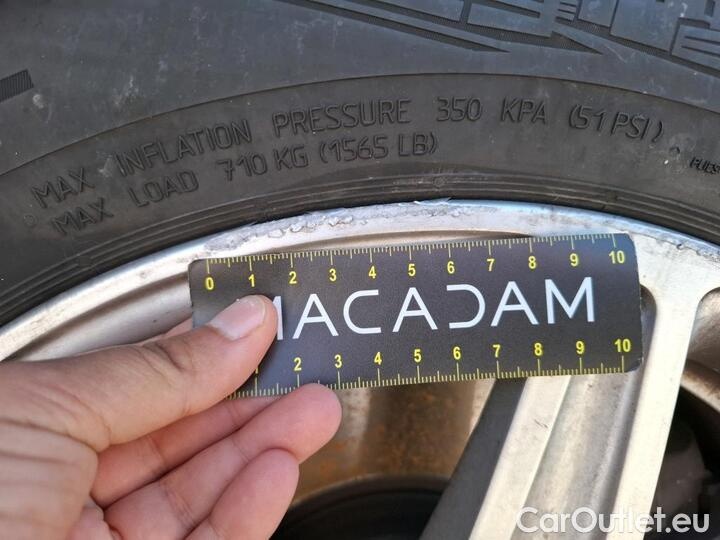 MAX INFLATION PRESSURE 350 KPA (51 PSI)
MAX LOAD 710 KG (1565 LB)
0 1 2 3 4 5 6 7 8 9 10
MACADAM
1 2 3 4 5 6 7 8 9 10
CarOutlet.eu